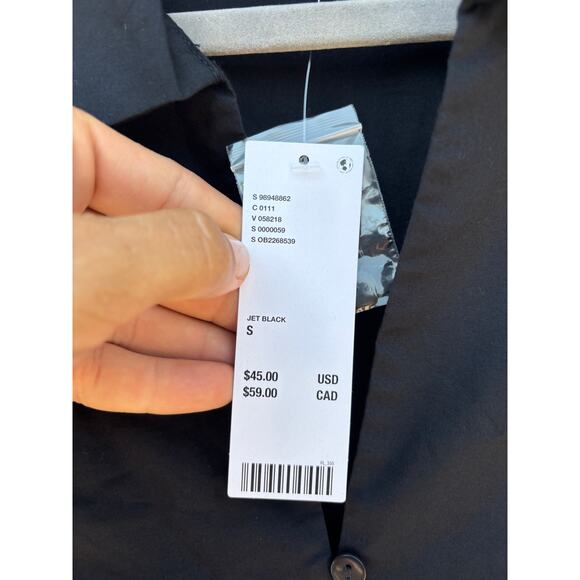 S 98948862
C 0111
V 058218
S 0000059
S OB2268539
JET BLACK
S
$45.00 USD
$59.00 CAD